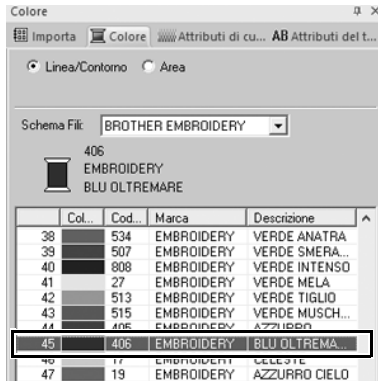 Colore
Importa Colore Attributi di cu... AB Attributi del t...
Linea/Contorno Area
Schema Fili: BROTHER EMBROIDERY
406
EMBROIDERY
BLU OLTREMARE
Col... Cod... Marca Descrizione
38 534 EMBROIDERY VERDE ANATRA
39 507 EMBROIDERY VERDE SMERA...
40 808 EMBROIDERY VERDE INTENSO
41 27 EMBROIDERY VERDE MELA
42 513 EMBROIDERY VERDE TIGLIO
43 515 EMBROIDERY VERDE MUSCH...
44 405 EMBROIDERY AZZURRO
45 406 EMBROIDERY BLU OLTREMA...
46 17 EMBROIDERY CELESTE
47 19 EMBROIDERY AZZURRO CIELO